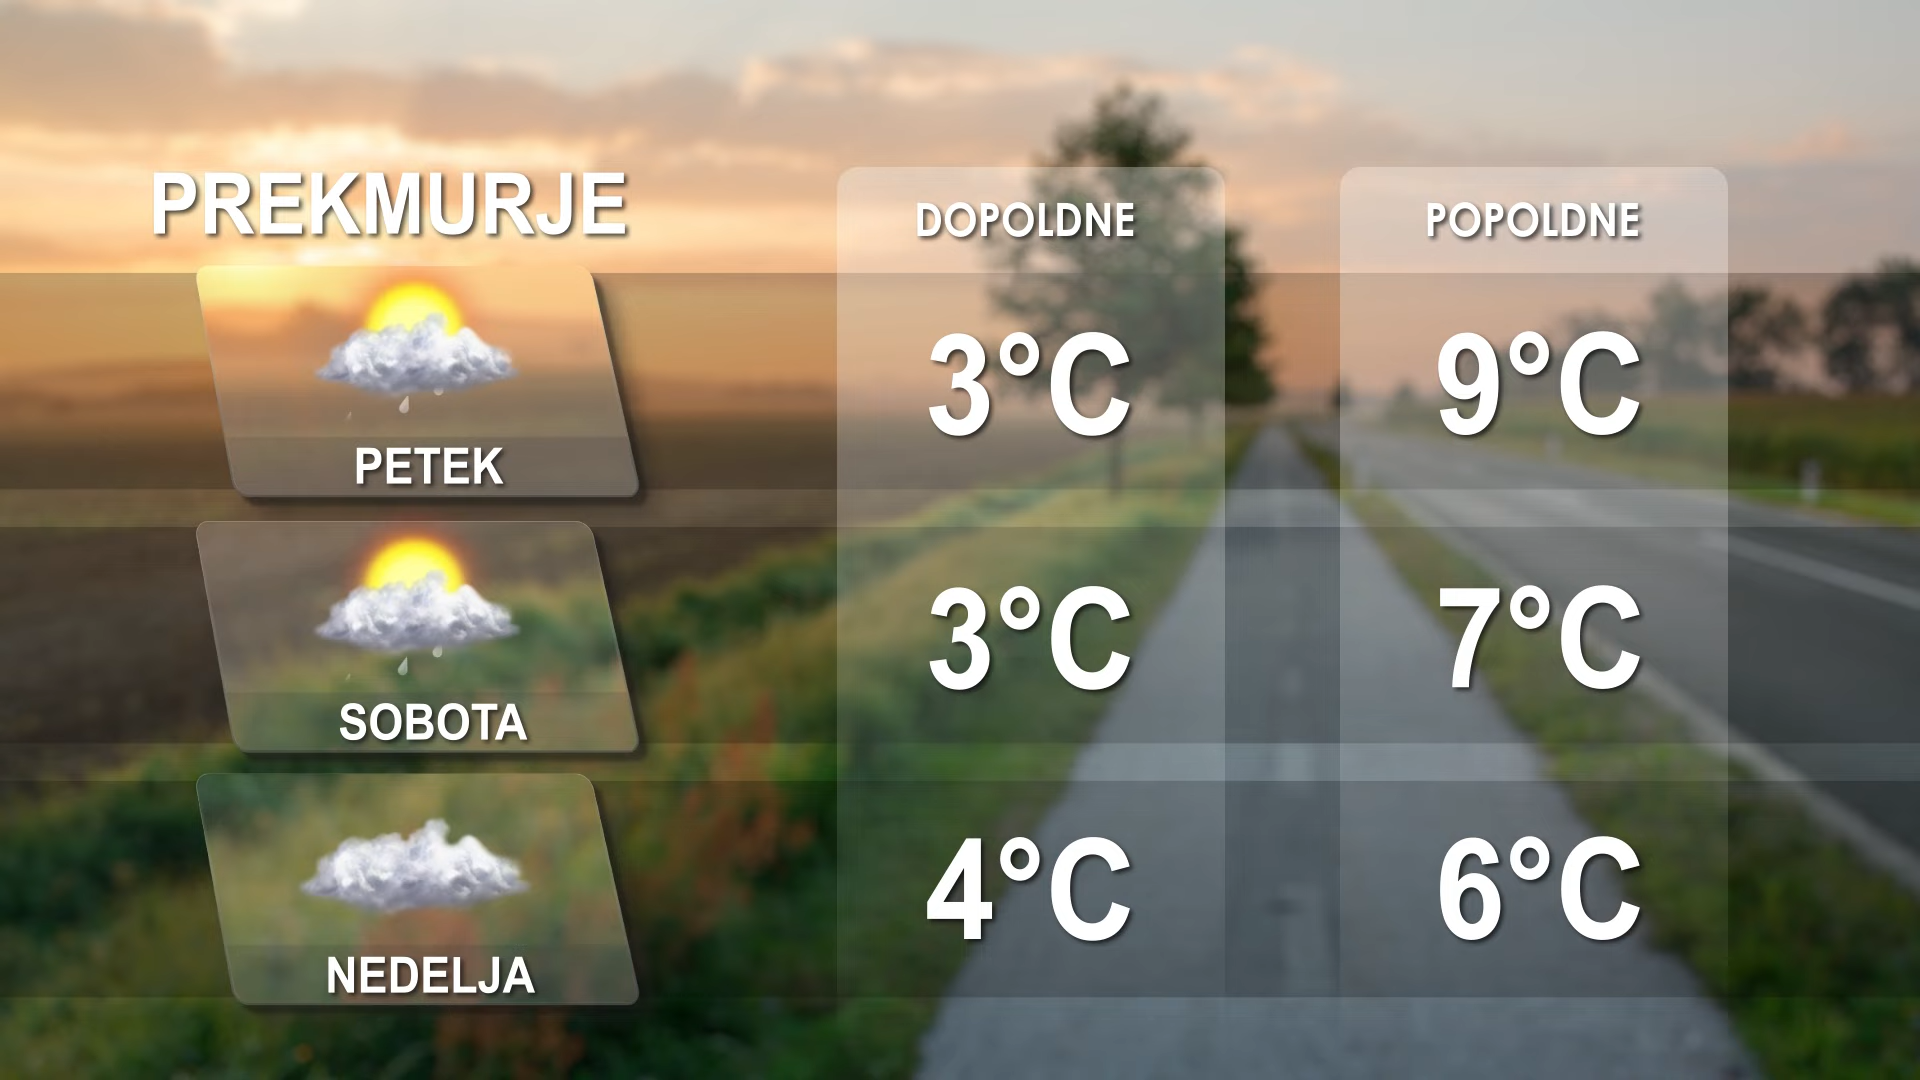 PREKMURJE
DOPOLDNE POPOLDNE
3°C 9°C
PETEK
3°C 7°C
SOBOTA
4°C 6°C
NEDELJA